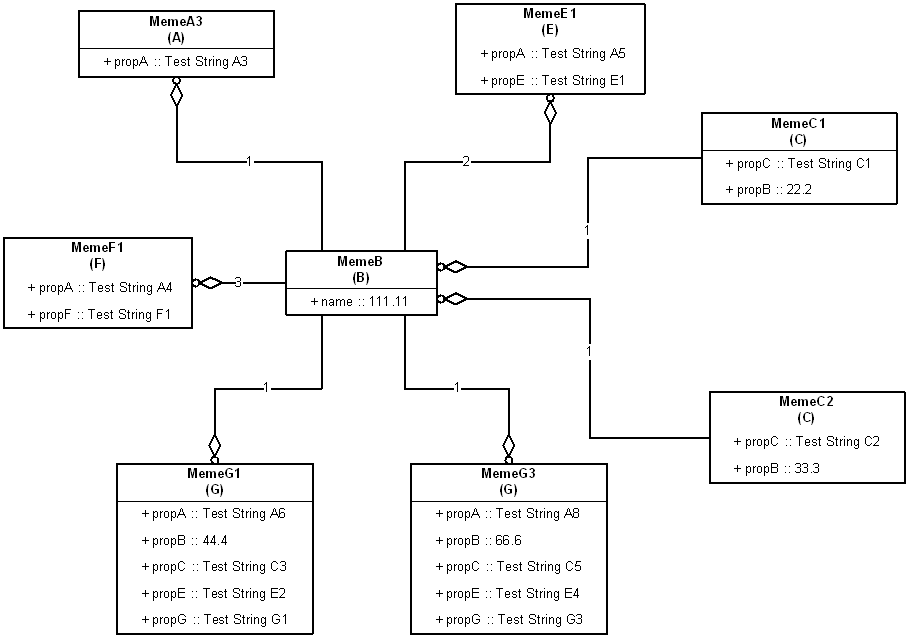 MemeA3
(A)
+ propA :: Test String A3
MemeE1
(E)
+ propA :: Test String A5
+ propE :: Test String E1
MemeC1
(C)
+ propC :: Test String C1
+ propB :: 22.2
1
2
1
MemeF1
(F)
+ propA :: Test String A4
+ propF :: Test String F1
3
MemeB
(B)
+ name :: 111.11
1
1
1
MemeC2
(C)
+ propC :: Test String C2
+ propB :: 33.3
MemeG1
(G)
+ propA :: Test String A6
+ propB :: 44.4
+ propC :: Test String C3
+ propE :: Test String E2
+ propG :: Test String G1
MemeG3
(G)
+ propA :: Test String A8
+ propB :: 66.6
+ propC :: Test String C5
+ propE :: Test String E4
+ propG :: Test String G3